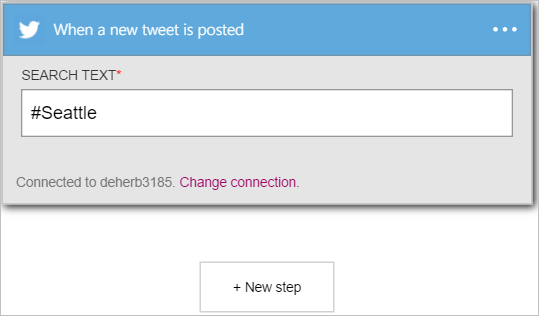 When a new tweet is posted
SEARCH TEXT*
#Seattle
Connected to deherb3185. Change connection.
+ New step